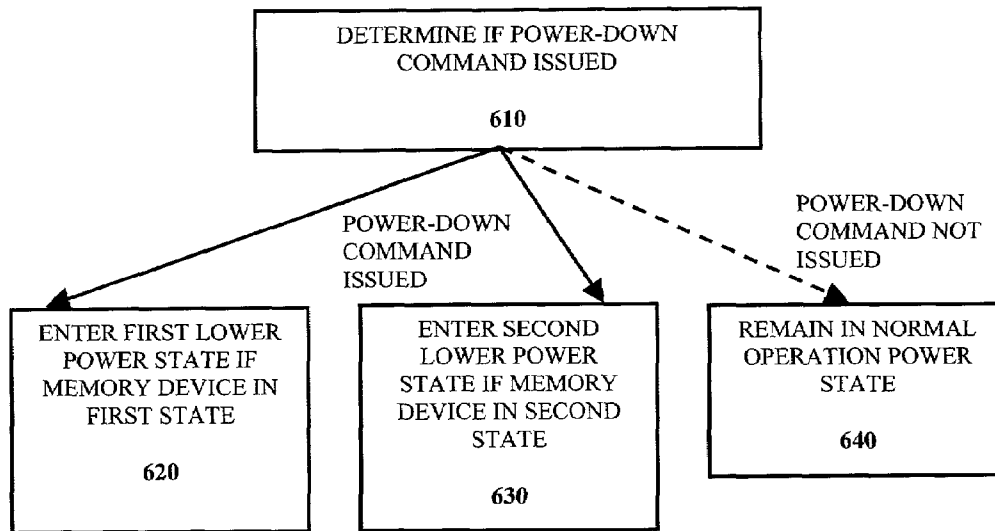 DETERMINE IF POWER-DOWN
COMMAND ISSUED
610
POWER-DOWN
COMMAND
ISSUED
POWER-DOWN
COMMAND NOT
ISSUED
ENTER FIRST LOWER
POWER STATE IF
MEMORY DEVICE IN
FIRST STATE
620
ENTER SECOND
LOWER POWER
STATE IF MEMORY
DEVICE IN SECOND
STATE
630
REMAIN IN NORMAL
OPERATION POWER
STATE
640